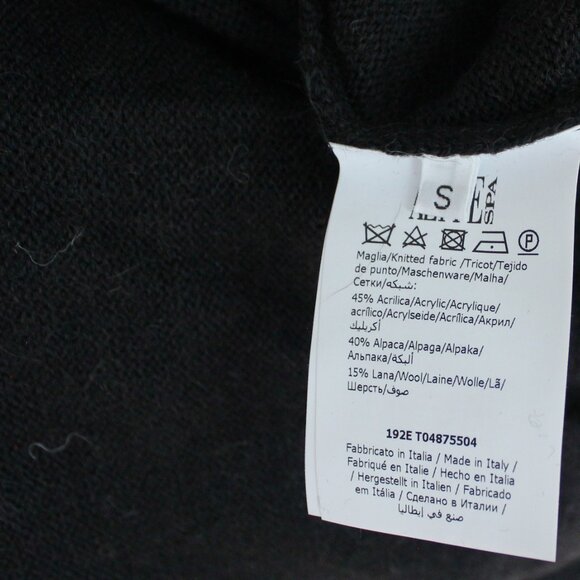 S
SPA
P
Maglia/Knitted fabric /Tricot/Tejido
de punto/Maschenware/Malha/
Сетки/شبكة:
45% Acrilica/Acrylic/Acrylique/
acrílico/Acrylseide/Acrílica/Акрил/
أكريليك
40% Alpaca/Alpaga/Alpaka/
Альпака/ألبكة
15% Lana/Wool/Laine/Wolle/Lã/
Шерсть/صوف
192E T04875504
Fabbricato in Italia / Made in Italy /
Fabriqué en Italie / Hecho en Italia
/ Hergestellt in Italien / Fabricado
em Itália / Сделано в Италии /
صنع في إيطاليا